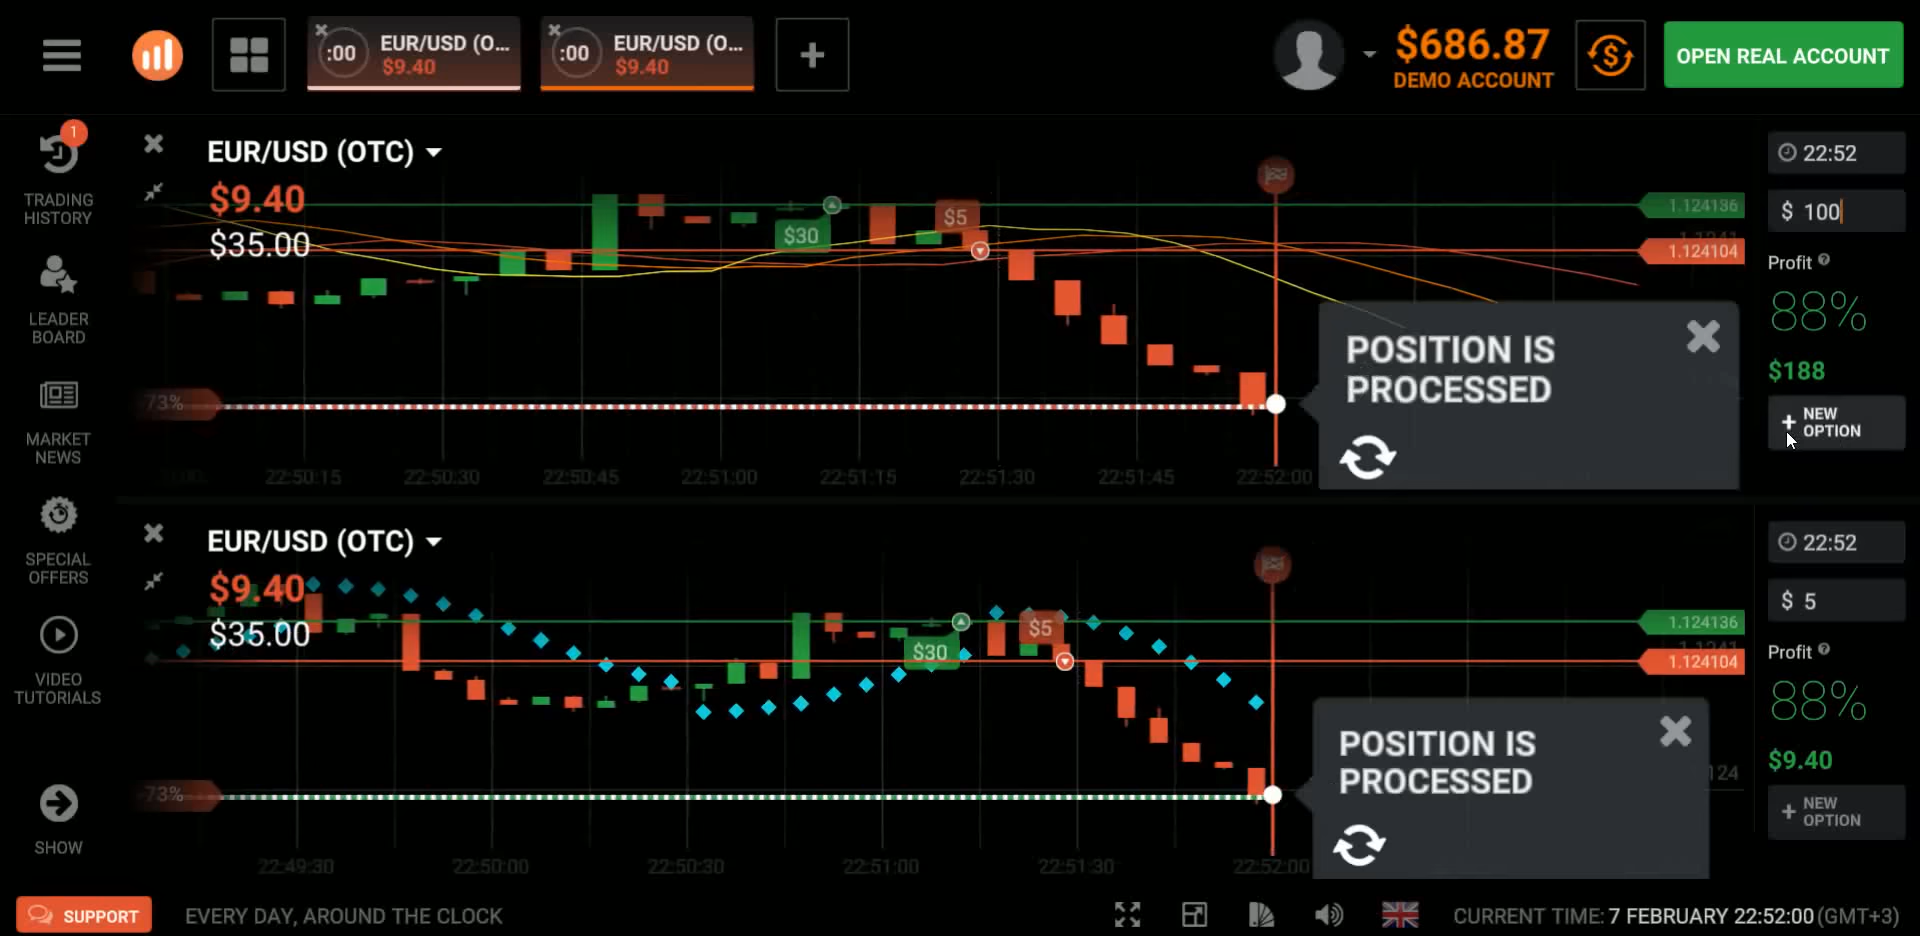 :00
EUR/USD (O...
$9.40
:00
EUR/USD (O...
$9.40
$686.87
DEMO ACCOUNT
OPEN REAL ACCOUNT
1
TRADING
HISTORY
LEADER
BOARD
MARKET
NEWS
SPECIAL
OFFERS
VIDEO
TUTORIALS
SHOW
EUR/USD (OTC)
$9.40
$35.00
$30
$5
1.124136
1.124104
73%
22:50:15
22:50:30
22:50:45
22:51:00
22:51:15
22:51:30
22:51:45
22:52:00
POSITION IS
PROCESSED
22:52
$ 100
Profit
88%
$188
NEW
OPTION
EUR/USD (OTC)
$9.40
$35.00
$30
$5
1.124136
1.124104
73%
22:49:30
22:50:00
22:50:30
22:51:00
22:51:30
22:52:00
POSITION IS
PROCESSED
22:52
$ 5
Profit
88%
$9.40
NEW
OPTION
SUPPORT
EVERY DAY, AROUND THE CLOCK
CURRENT TIME: 7 FEBRUARY 22:52:00 (GMT+3)